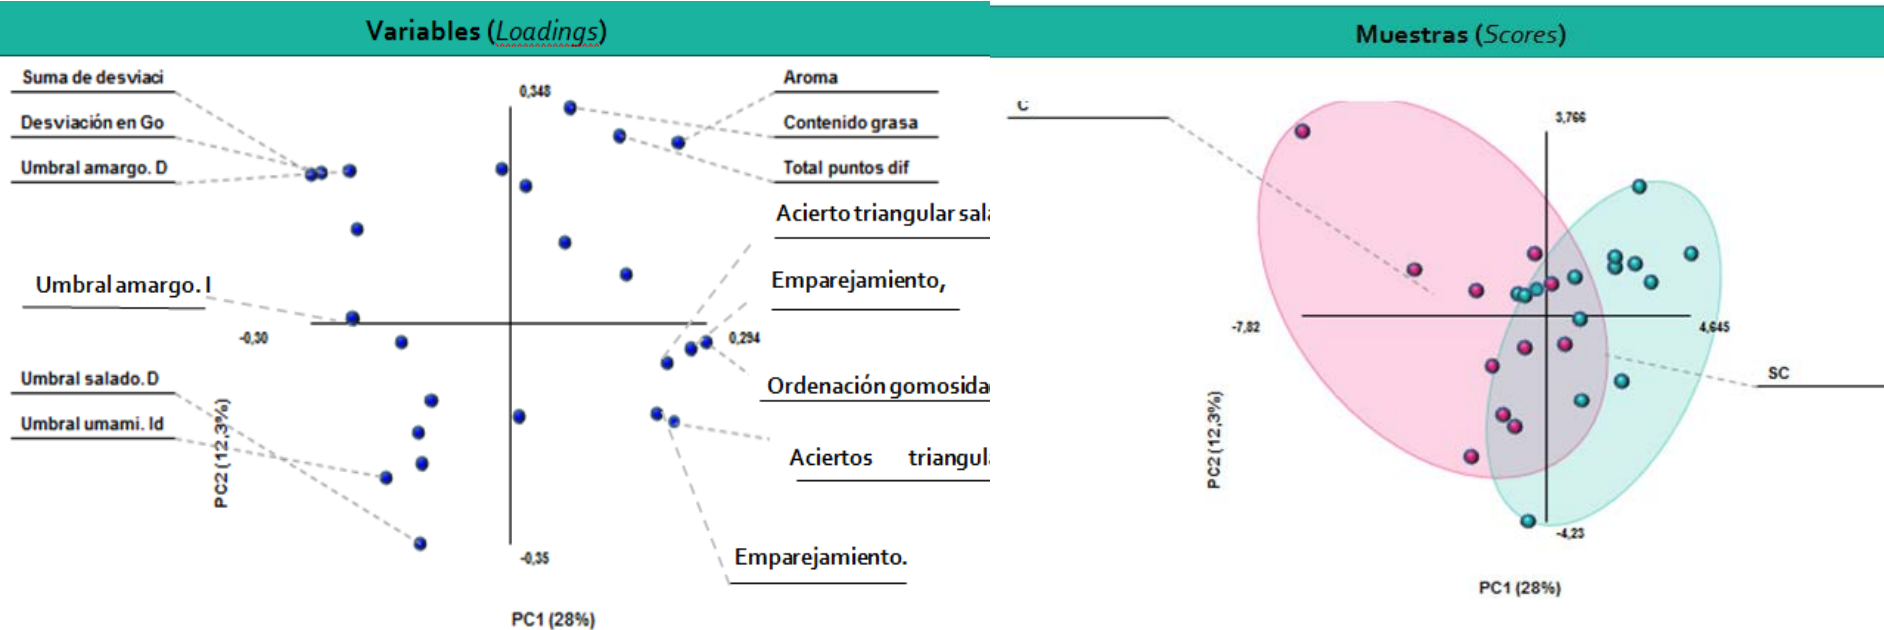 Variables (Loadings)
Suma de desviaci
Desviación en Go
Umbral amargo. D
Umbral amargo. I
Umbral salado. D
Umbral umami. Id
0,348
-0,30
0,294
-0,35
PC2 (12,3%)
PC1 (28%)
Aroma
Contenido grasa
Total puntos dif
Acierto triangular sala
Emparejamiento,
Ordenación gomosida
Aciertos triangul
Emparejamiento.
Muestras (Scores)
C
3,766
-7,82
4,645
SC
-4,23
PC2 (12,3%)
PC1 (28%)